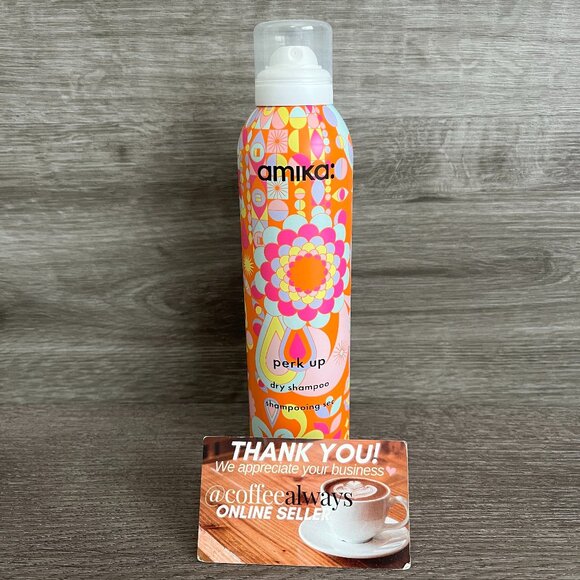 amika:
perk up
dry shampoo
shampooing sec
THANK YOU!
We appreciate your business
@coffeealways
ONLINE SELLER